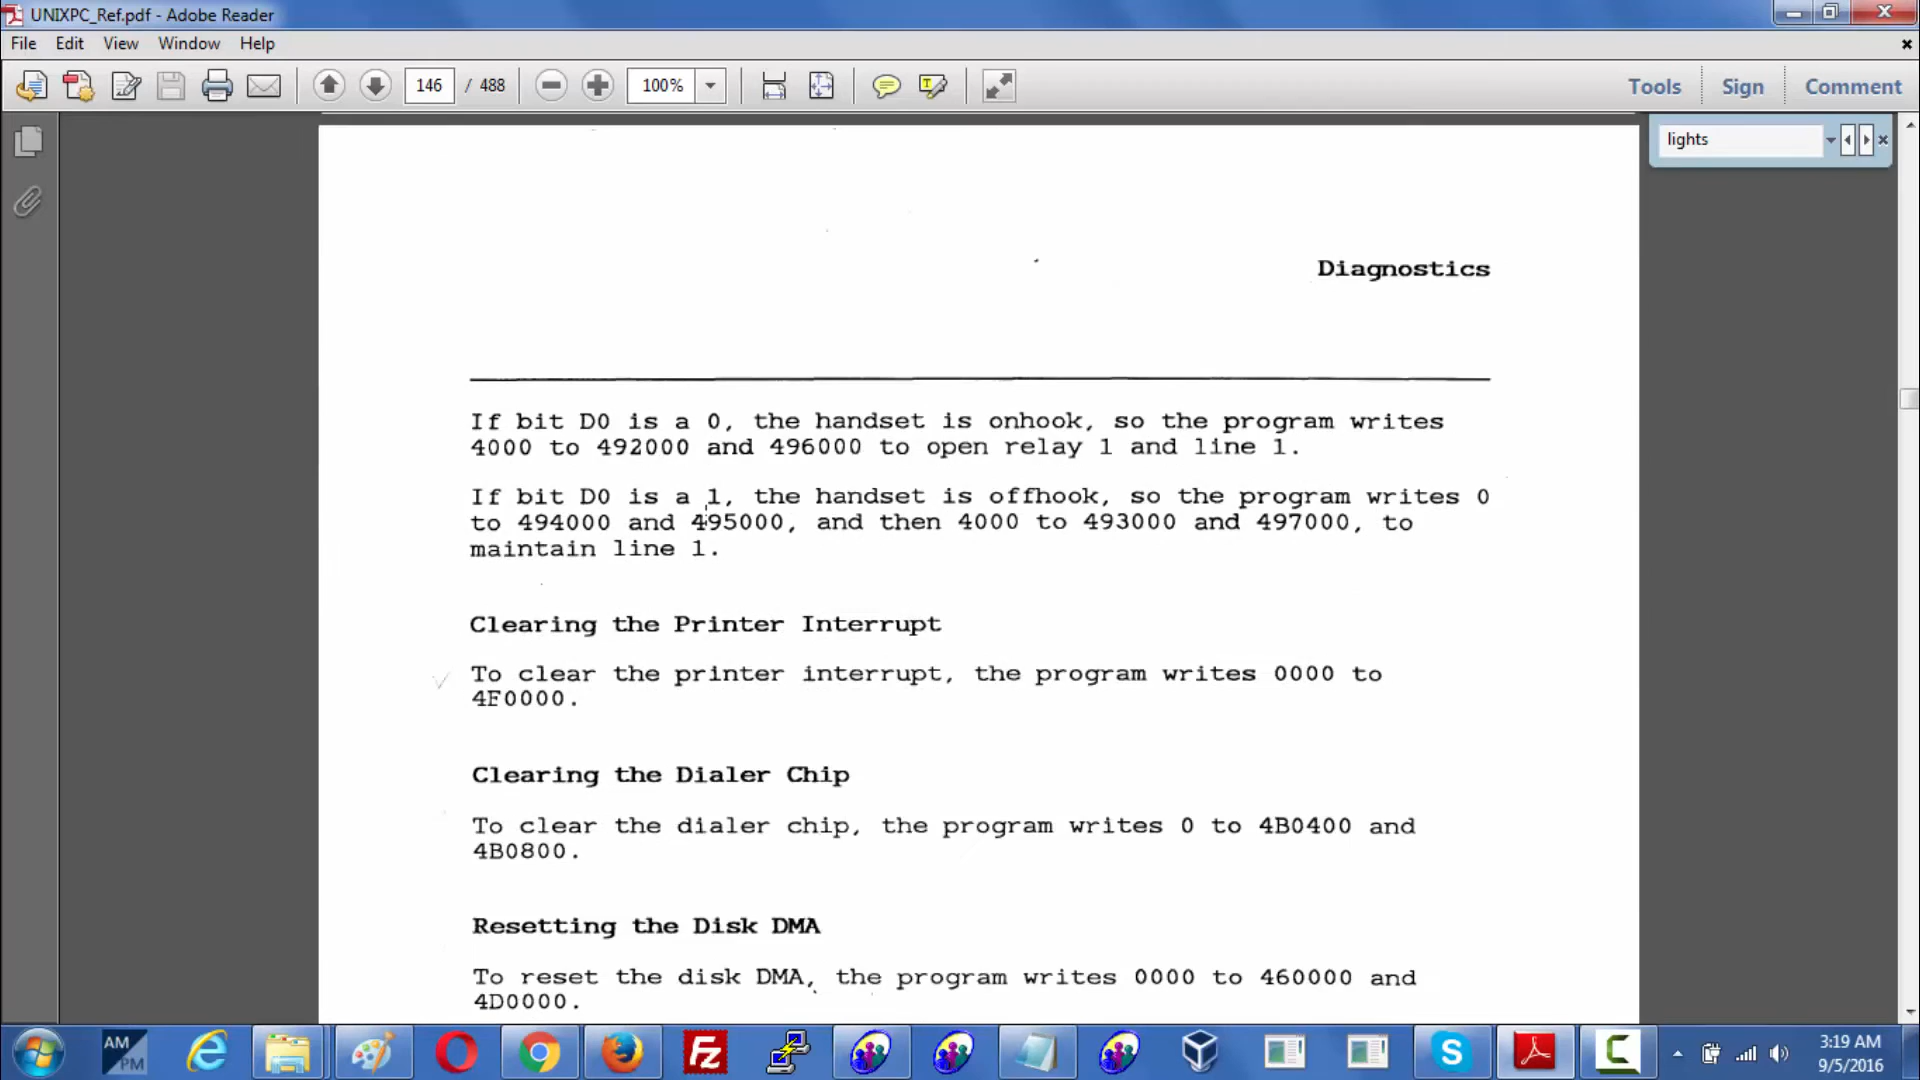 UNIXPC_Ref.pdf - Adobe Reader
File Edit View Window Help
146 / 488 100% Tools Sign Comment
lights
Diagnostics
If bit D0 is a 0, the handset is onhook, so the program writes
4000 to 492000 and 496000 to open relay 1 and line 1.
If bit D0 is a 1, the handset is offhook, so the program writes 0
to 494000 and 495000, and then 4000 to 493000 and 497000, to
maintain line 1.
Clearing the Printer Interrupt
To clear the printer interrupt, the program writes 0000 to
4F0000.
Clearing the Dialer Chip
To clear the dialer chip, the program writes 0 to 4B0400 and
4B0800.
Resetting the Disk DMA
To reset the disk DMA, the program writes 0000 to 460000 and
4D0000.
AM
PM
3:19 AM
9/5/2016